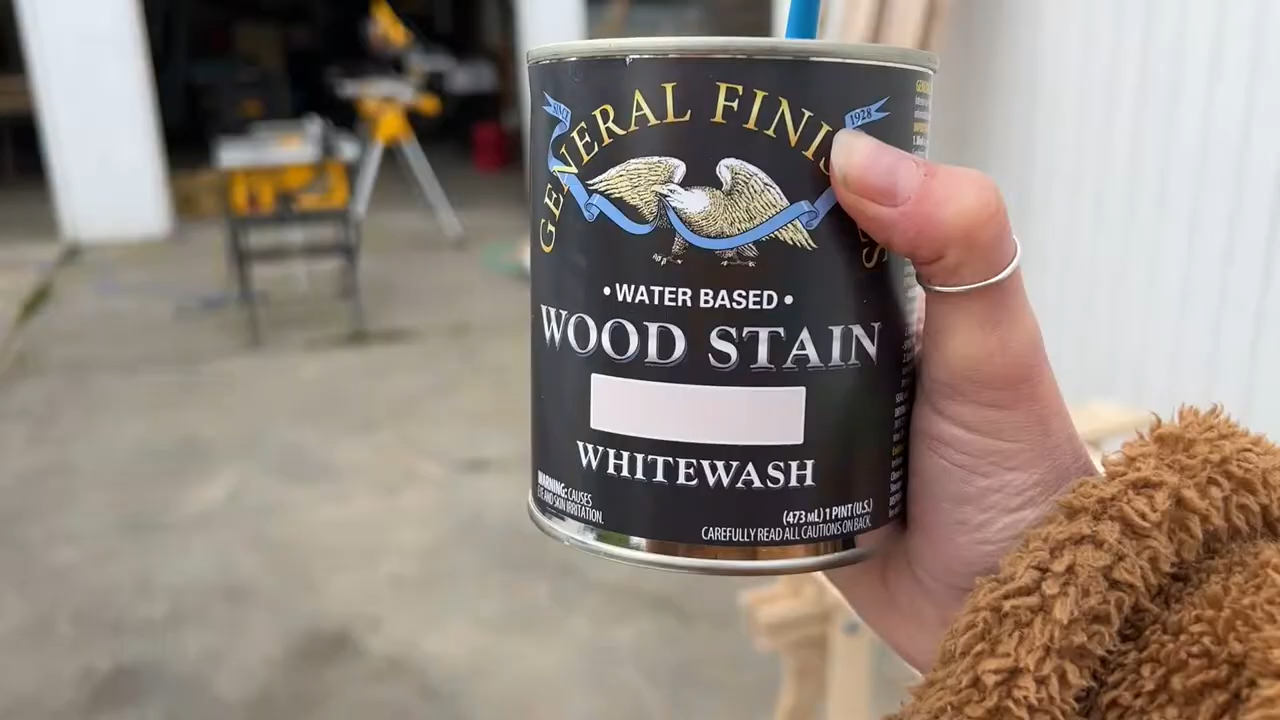 SINCE 1928
GENERAL FINIS S
• WATER BASED •
WOOD STAIN
WHITEWASH
WARNING: CAUSES
EYE AND SKIN IRRITATION.
(473 mL) 1 PINT (U.S.)
CAREFULLY READ ALL CAUTIONS ON BACK.